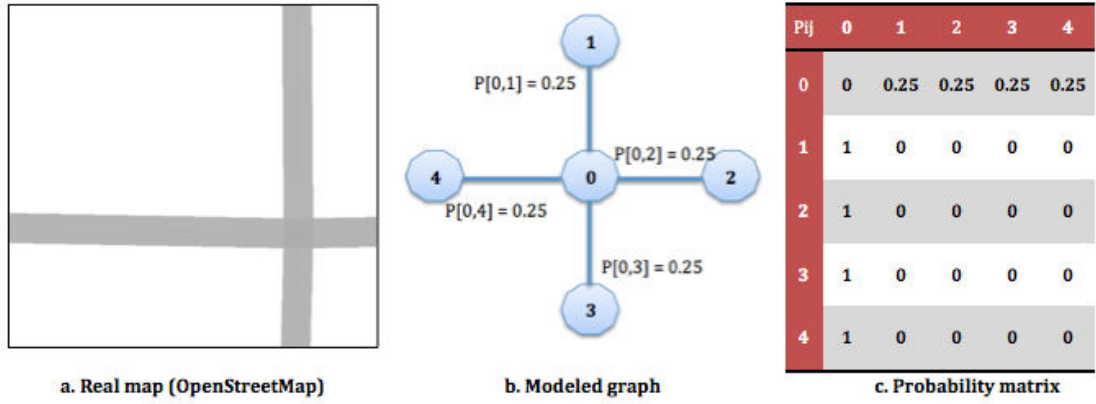 1
P[0,1] = 0.25
4
0
P[0,2] = 0.25
2
P[0,4] = 0.25
P[0,3] = 0.25
3
Pij 0 1 2 3 4
0 0 0.25 0.25 0.25 0.25
1 1 0 0 0 0
2 1 0 0 0 0
3 1 0 0 0 0
4 1 0 0 0 0
a. Real map (OpenStreetMap)
b. Modeled graph
c. Probability matrix